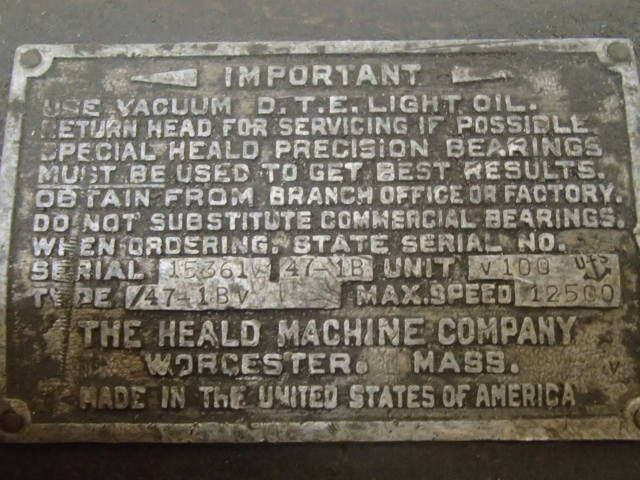 IMPORTANT
USE VACUUM D.T.E. LIGHT OIL.
RETURN HEAD FOR SERVICING IF POSSIBLE
SPECIAL HEALD PRECISION BEARINGS
MUST BE USED TO GET BEST RESULTS.
OBTAIN FROM BRANCH OFFICE OR FACTORY.
DO NOT SUBSTITUTE COMMERCIAL BEARINGS.
WHEN ORDERING, STATE SERIAL NO.
SERIAL 15361V 47-1B UNIT V100 U⚓S
TYPE /47-1BV MAX.SPEED 12500
THE HEALD MACHINE COMPANY
WORCESTER. MASS. V
MADE IN THE UNITED STATES OF AMERICA